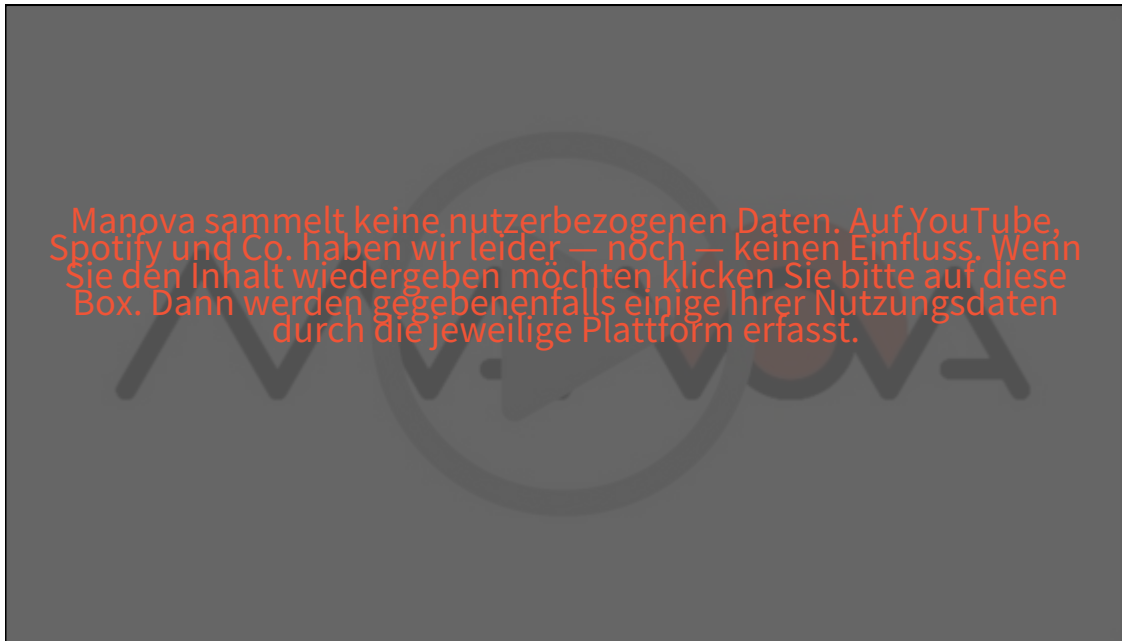 Manova sammelt keine nutzerbezogenen Daten. Auf YouTube,
Spotify und Co. haben wir leider — noch — keinen Einfluss. Wenn
Sie den Inhalt wiedergeben möchten klicken Sie bitte auf diese
Box. Dann werden gegebenenfalls einige Ihrer Nutzungsdaten
durch die jeweilige Plattform erfasst.
MANOVA